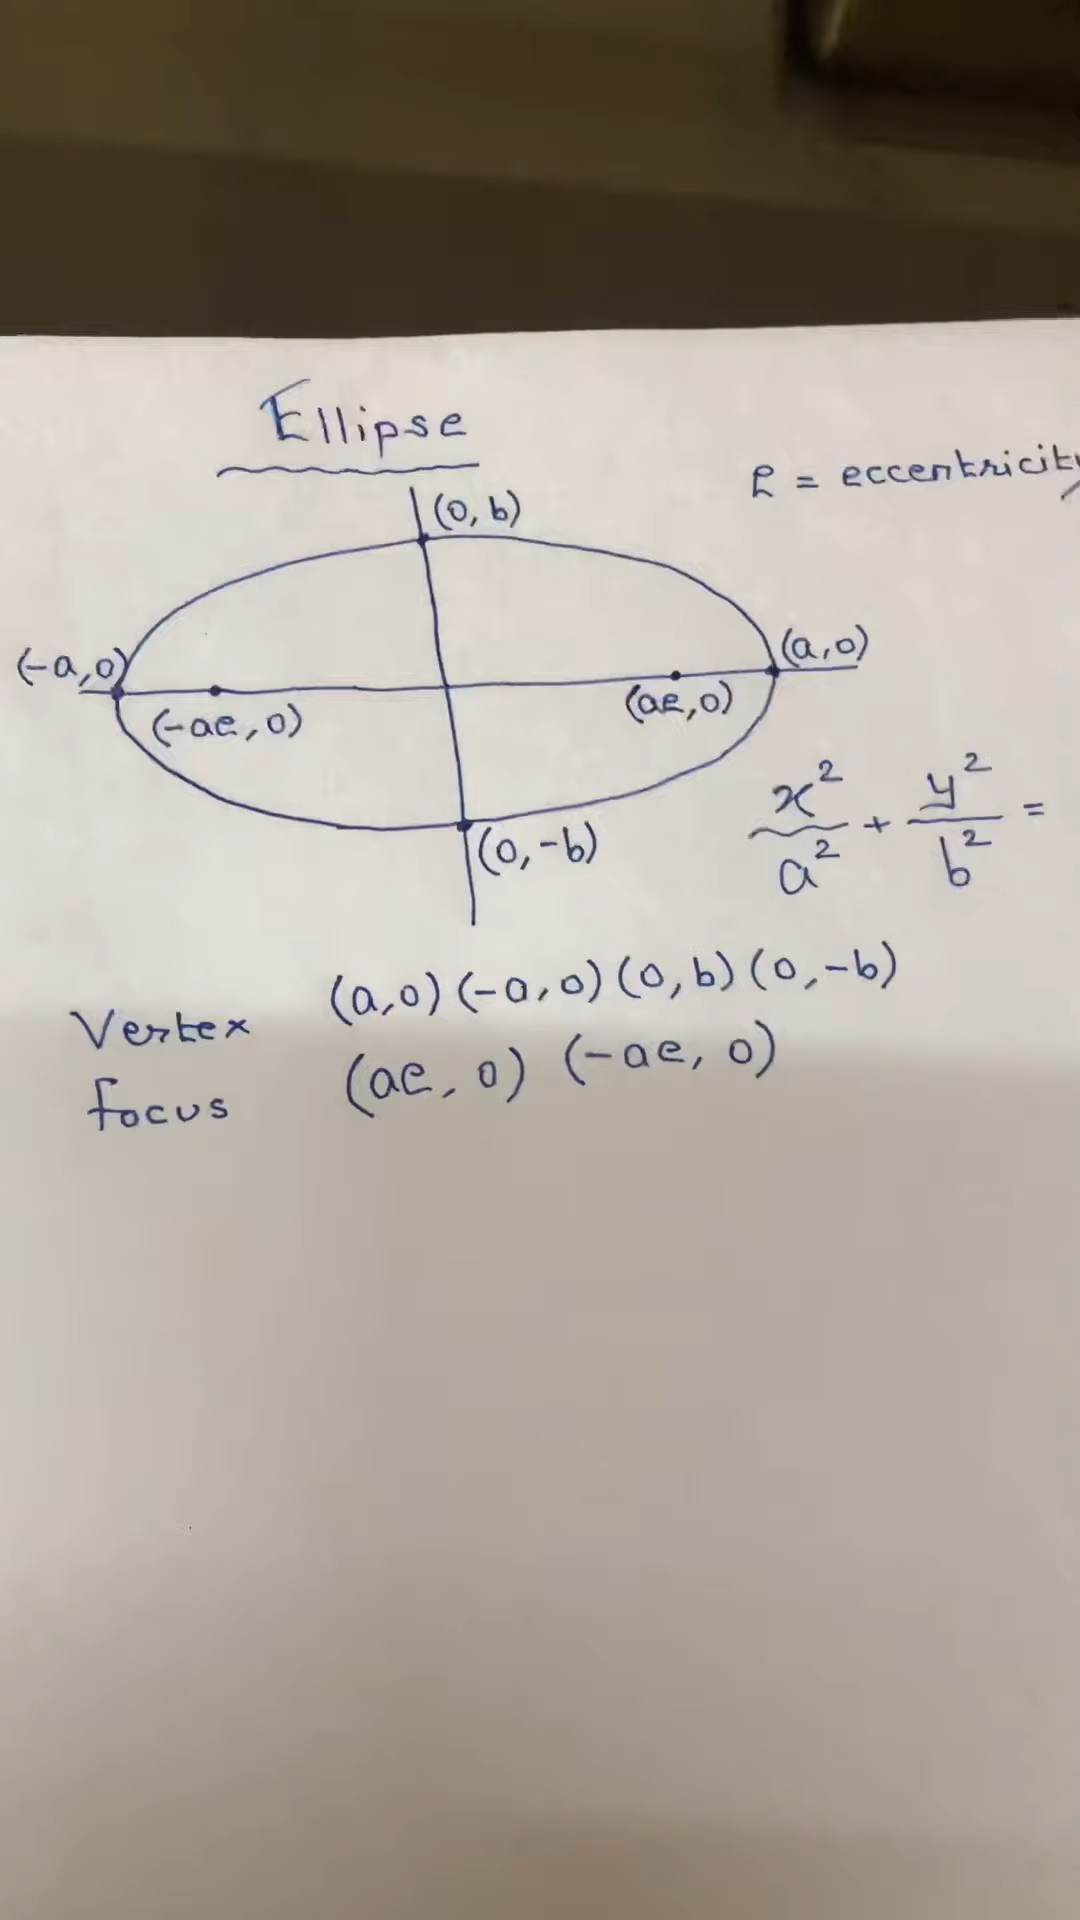 Ellipse
e = eccentricity
(0, b)
(-a, 0)
(a, 0)
(-ae, 0)
(ae, 0)
(0, -b)
x²/a² + y²/b² =
Vertex (a, 0) (-a, 0) (0, b) (0, -b)
focus (ae, 0) (-ae, 0)